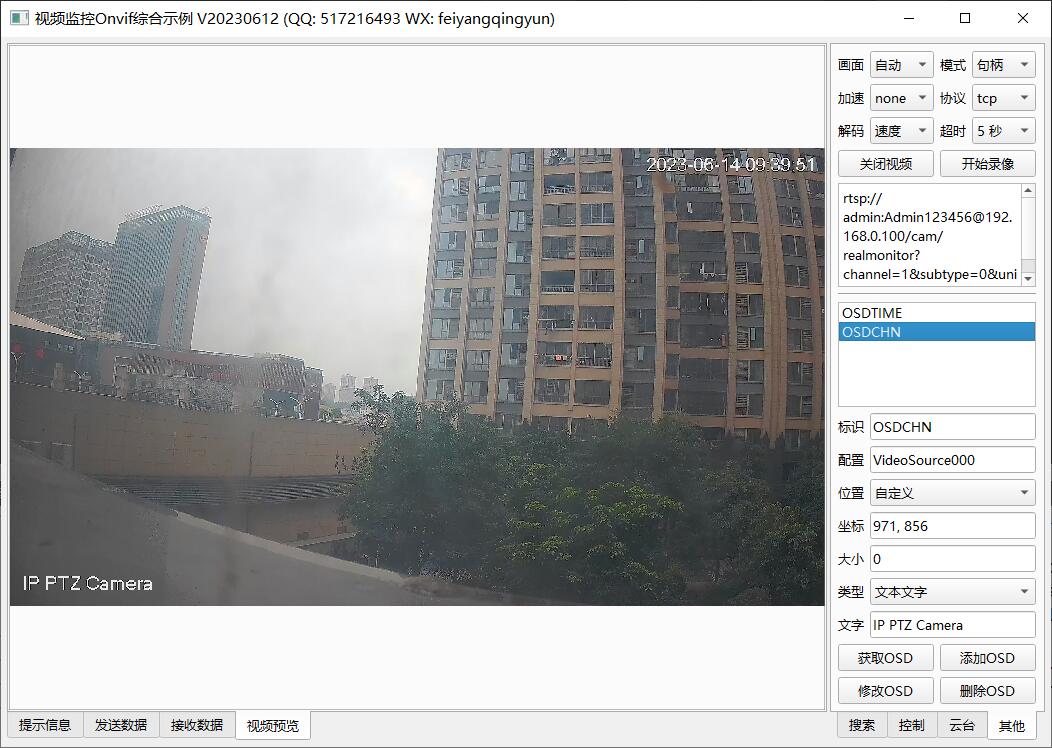 视频监控Onvif综合示例 V20230612 (QQ: 517216493 WX: feiyangqingyun)
2023-06-14 09:39:51
IP PTZ Camera
提示信息 发送数据 接收数据 视频预览
画面 自动 模式 句柄
加速 none 协议 tcp
解码 速度 超时 5 秒
关闭视频 开始录像
rtsp://
admin:Admin123456@192.
168.0.100/cam/
realmonitor?
channel=1&subtype=0&uni
OSDTIME
OSDCHN
标识 OSDCHN
配置 VideoSource000
位置 自定义
坐标 971, 856
大小 0
类型 文本文字
文字 IP PTZ Camera
获取OSD 添加OSD
修改OSD 删除OSD
搜索 控制 云台 其他